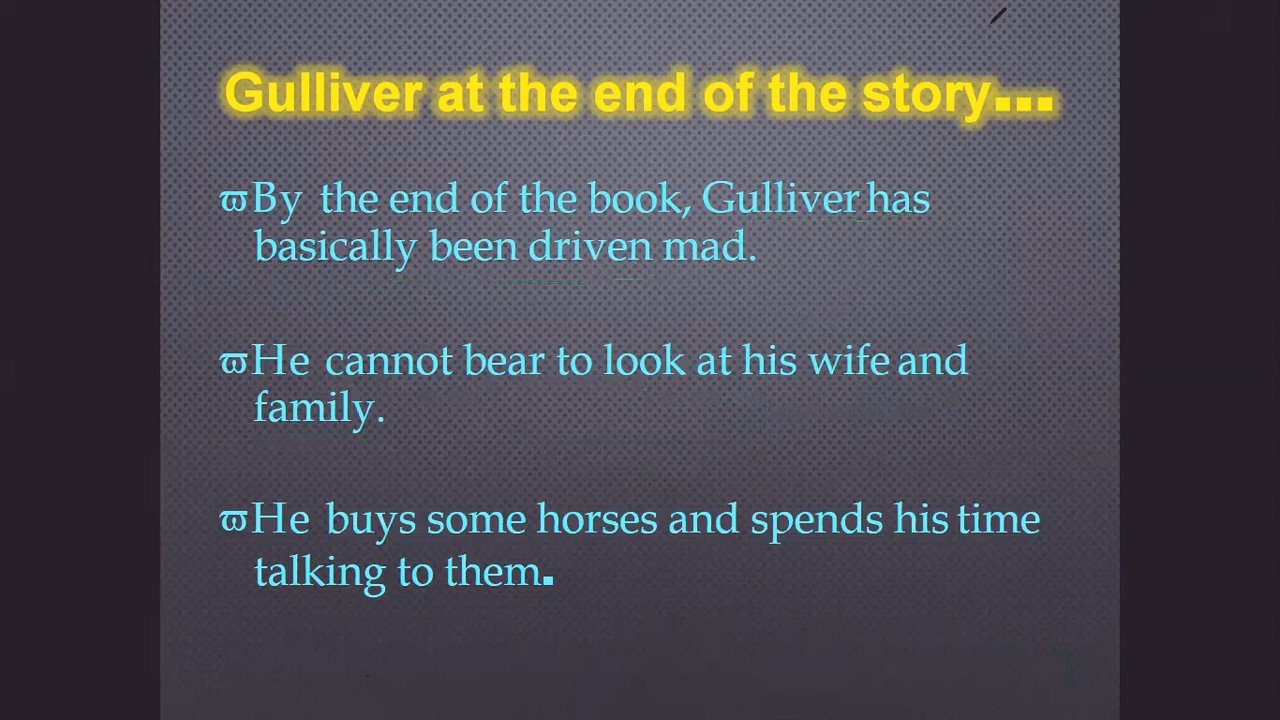 Gulliver at the end of the story...
ϖBy the end of the book, Gulliver has
basically been driven mad.
ϖHe cannot bear to look at his wife and
family.
ϖHe buys some horses and spends his time
talking to them.